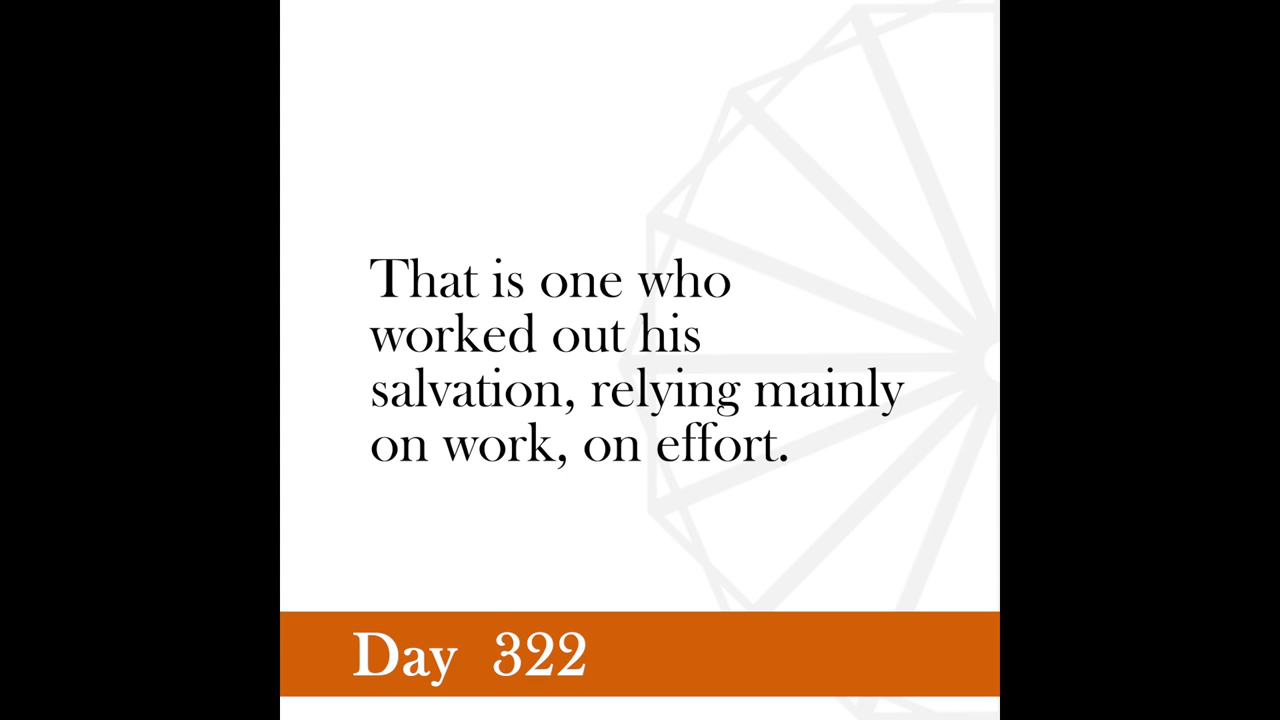 That is one who
worked out his
salvation, relying mainly
on work, on effort.
Day 322